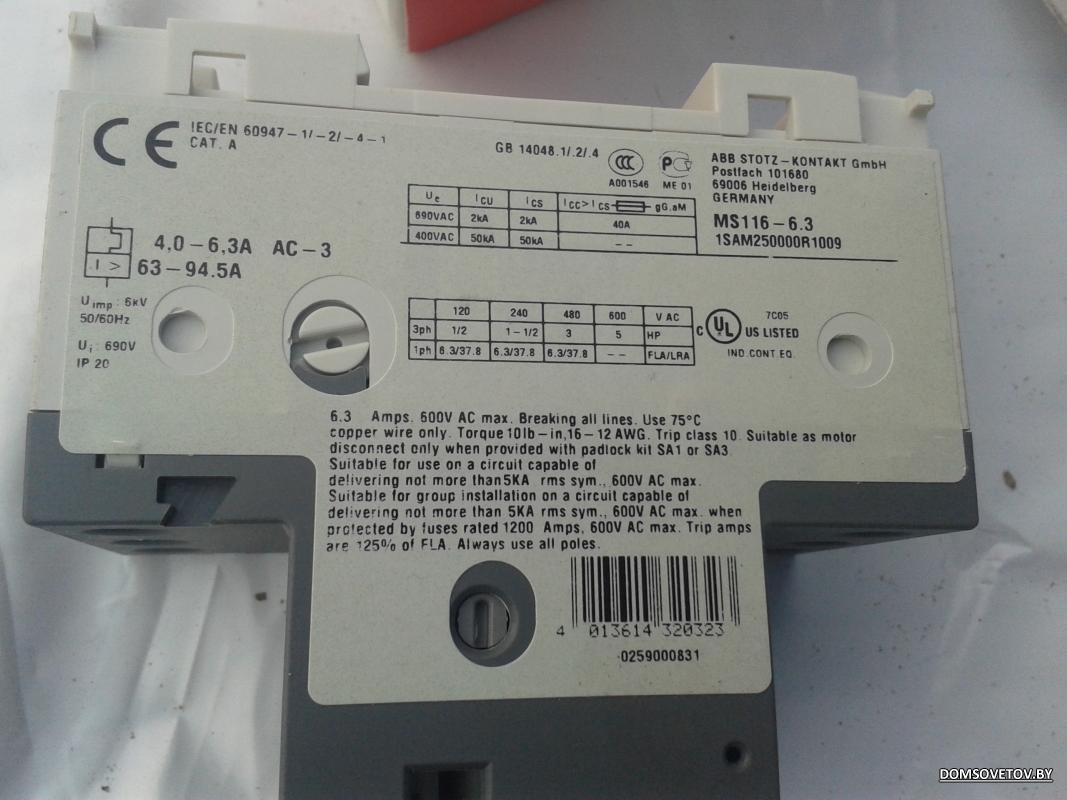 CE
IEC/EN 60947-1/-2/-4-1
CAT. A
GB 14048.1/.2/.4
CCC
A001546
РСТ
ME 01
ABB STOTZ-KONTAKT GmbH
Postfach 101680
69006 Heidelberg
GERMANY
MS116-6.3
1SAM250000R1009
Ue ICU ICS ICC>ICS gG.aM
690VAC 2kA 2kA 40A
400VAC 50kA 50kA --
4,0-6,3A AC-3
I> 63-94.5A
Uimp: 6kV
50/60Hz
Ui: 690V
IP 20
120 240 480 600 V AC
3ph 1/2 1-1/2 3 5 HP
1ph 6.3/37.8 6.3/37.8 6.3/37.8 -- FLA/LRA
C UL US LISTED
7C05
IND.CONT.EQ.
6.3 Amps. 600V AC max. Breaking all lines. Use 75°C
copper wire only. Torque 10lb-in,16-12 AWG. Trip class 10. Suitable as motor
disconnect only when provided with padlock kit SA1 or SA3.
Suitable for use on a circuit capable of
delivering not more than5KA rms sym., 600V AC max.
Suitable for group installation on a circuit capable of
delivering not more than 5KA rms sym., 600V AC max. when
protected by fuses rated 1200 Amps, 600V AC max. Trip amps
are 125% of FLA. Always use all poles.
4 013614 320323
0259000831
DOMSOVETOV.BY